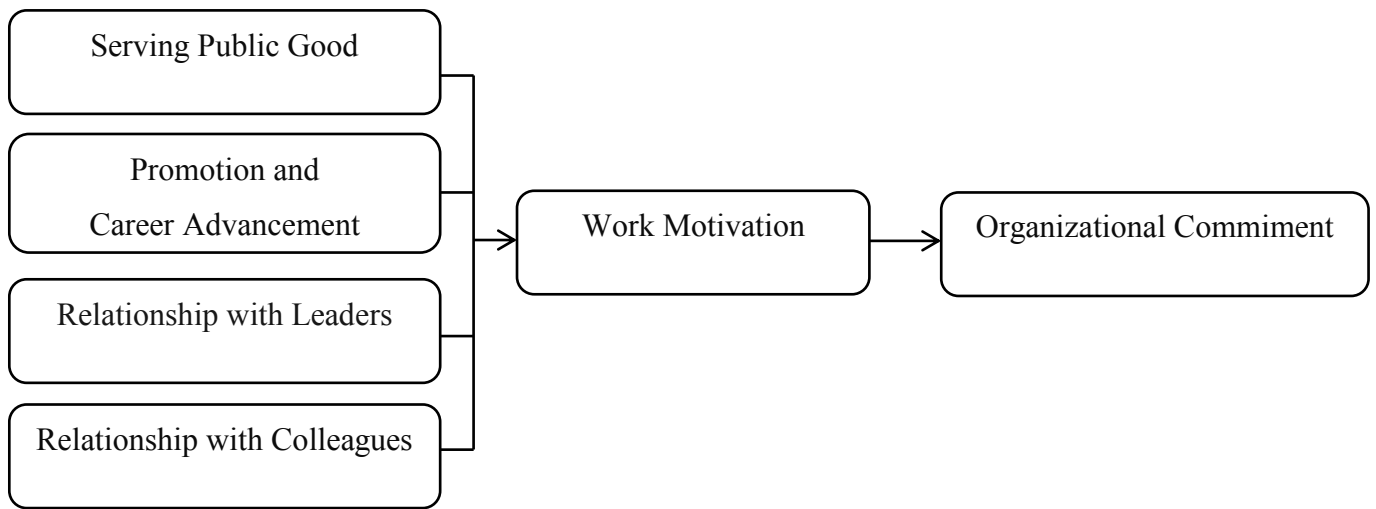 Serving Public Good
Promotion and
Career Advancement
Relationship with Leaders
Relationship with Colleagues
Work Motivation
Organizational Commiment